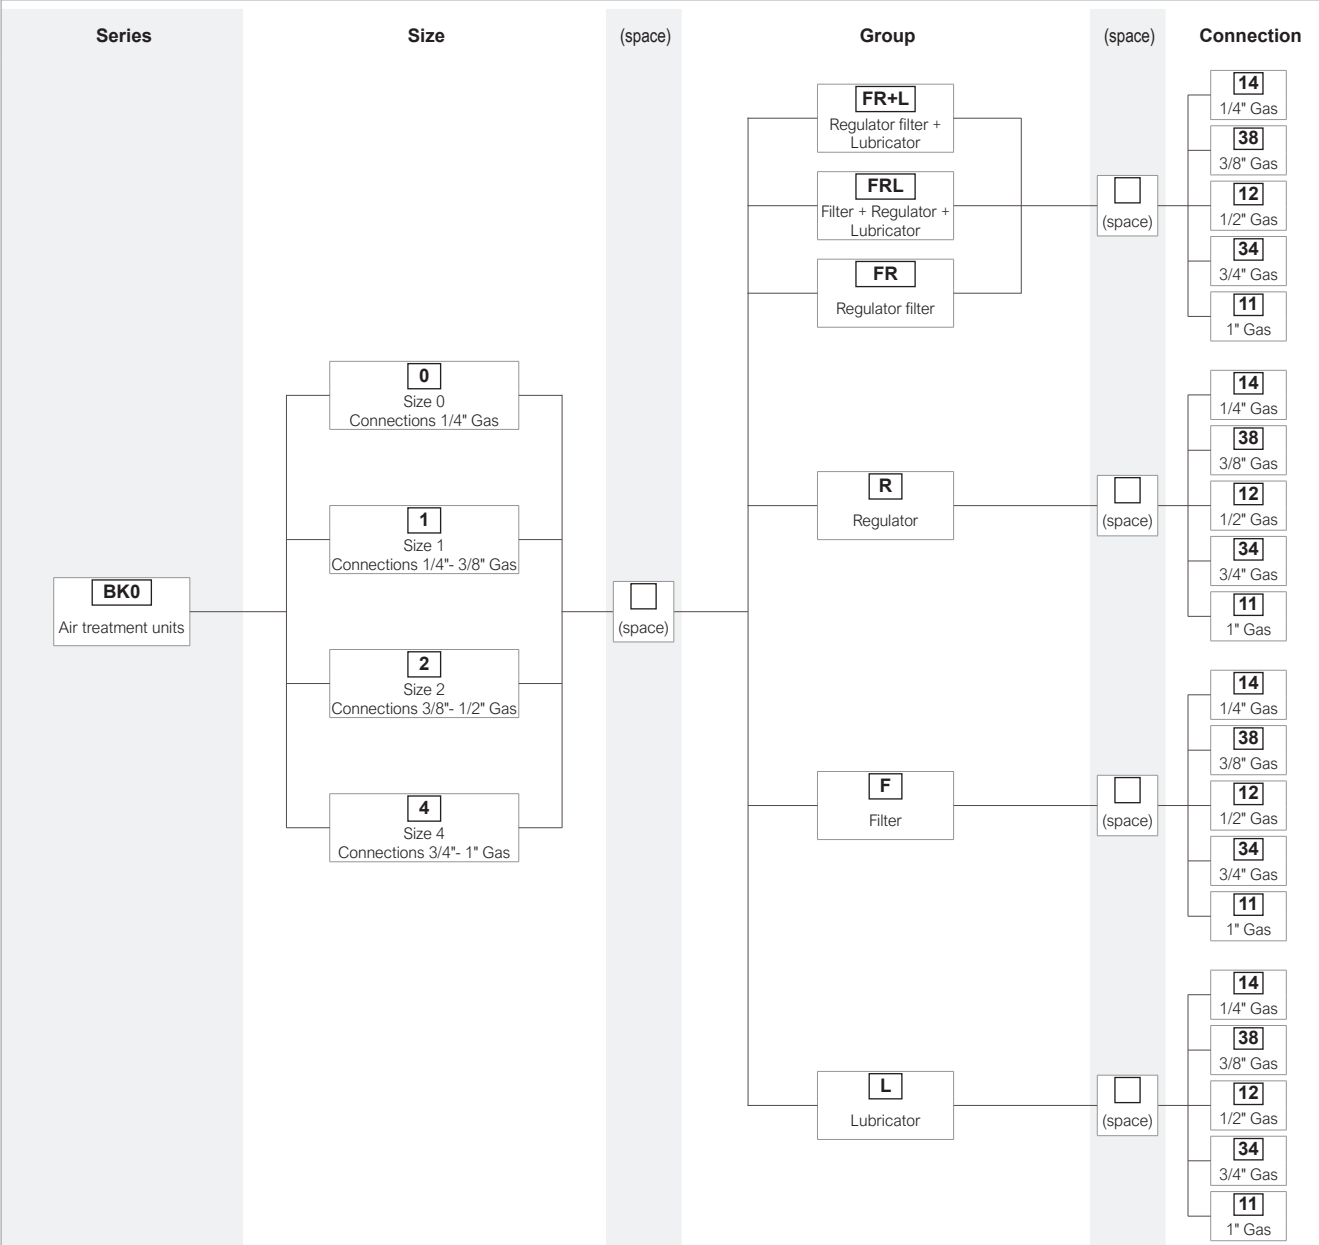 Series
Size
(space)
Group
(space)
Connection
BK0
Air treatment units
0
Size 0
Connections 1/4" Gas
1
Size 1
Connections 1/4"- 3/8" Gas
2
Size 2
Connections 3/8"- 1/2" Gas
4
Size 4
Connections 3/4"- 1" Gas
(space)
FR+L
Regulator filter +
Lubricator
FRL
Filter + Regulator +
Lubricator
FR
Regulator filter
(space)
14
1/4" Gas
38
3/8" Gas
12
1/2" Gas
34
3/4" Gas
11
1" Gas
R
Regulator
(space)
14
1/4" Gas
38
3/8" Gas
12
1/2" Gas
34
3/4" Gas
11
1" Gas
F
Filter
(space)
14
1/4" Gas
38
3/8" Gas
12
1/2" Gas
34
3/4" Gas
11
1" Gas
L
Lubricator
(space)
14
1/4" Gas
38
3/8" Gas
12
1/2" Gas
34
3/4" Gas
11
1" Gas